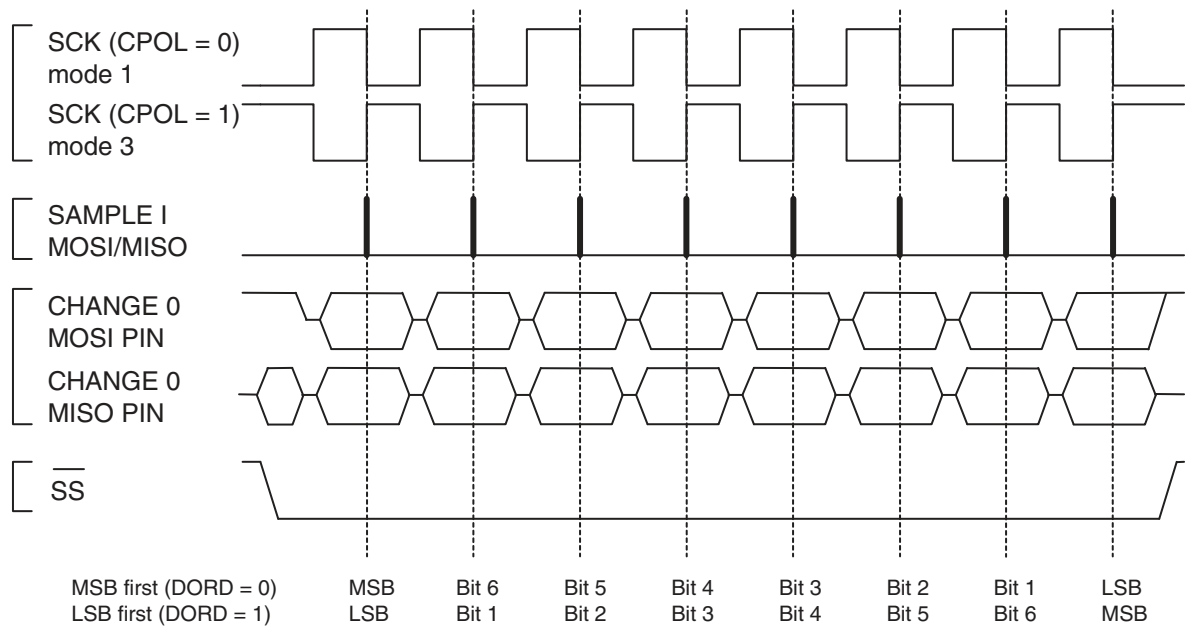 SCK (CPOL = 0)
mode 1
SCK (CPOL = 1)
mode 3
SAMPLE I
MOSI/MISO
CHANGE 0
MOSI PIN
CHANGE 0
MISO PIN
SS
MSB first (DORD = 0) MSB Bit 6 Bit 5 Bit 4 Bit 3 Bit 2 Bit 1 LSB
LSB first (DORD = 1) LSB Bit 1 Bit 2 Bit 3 Bit 4 Bit 5 Bit 6 MSB